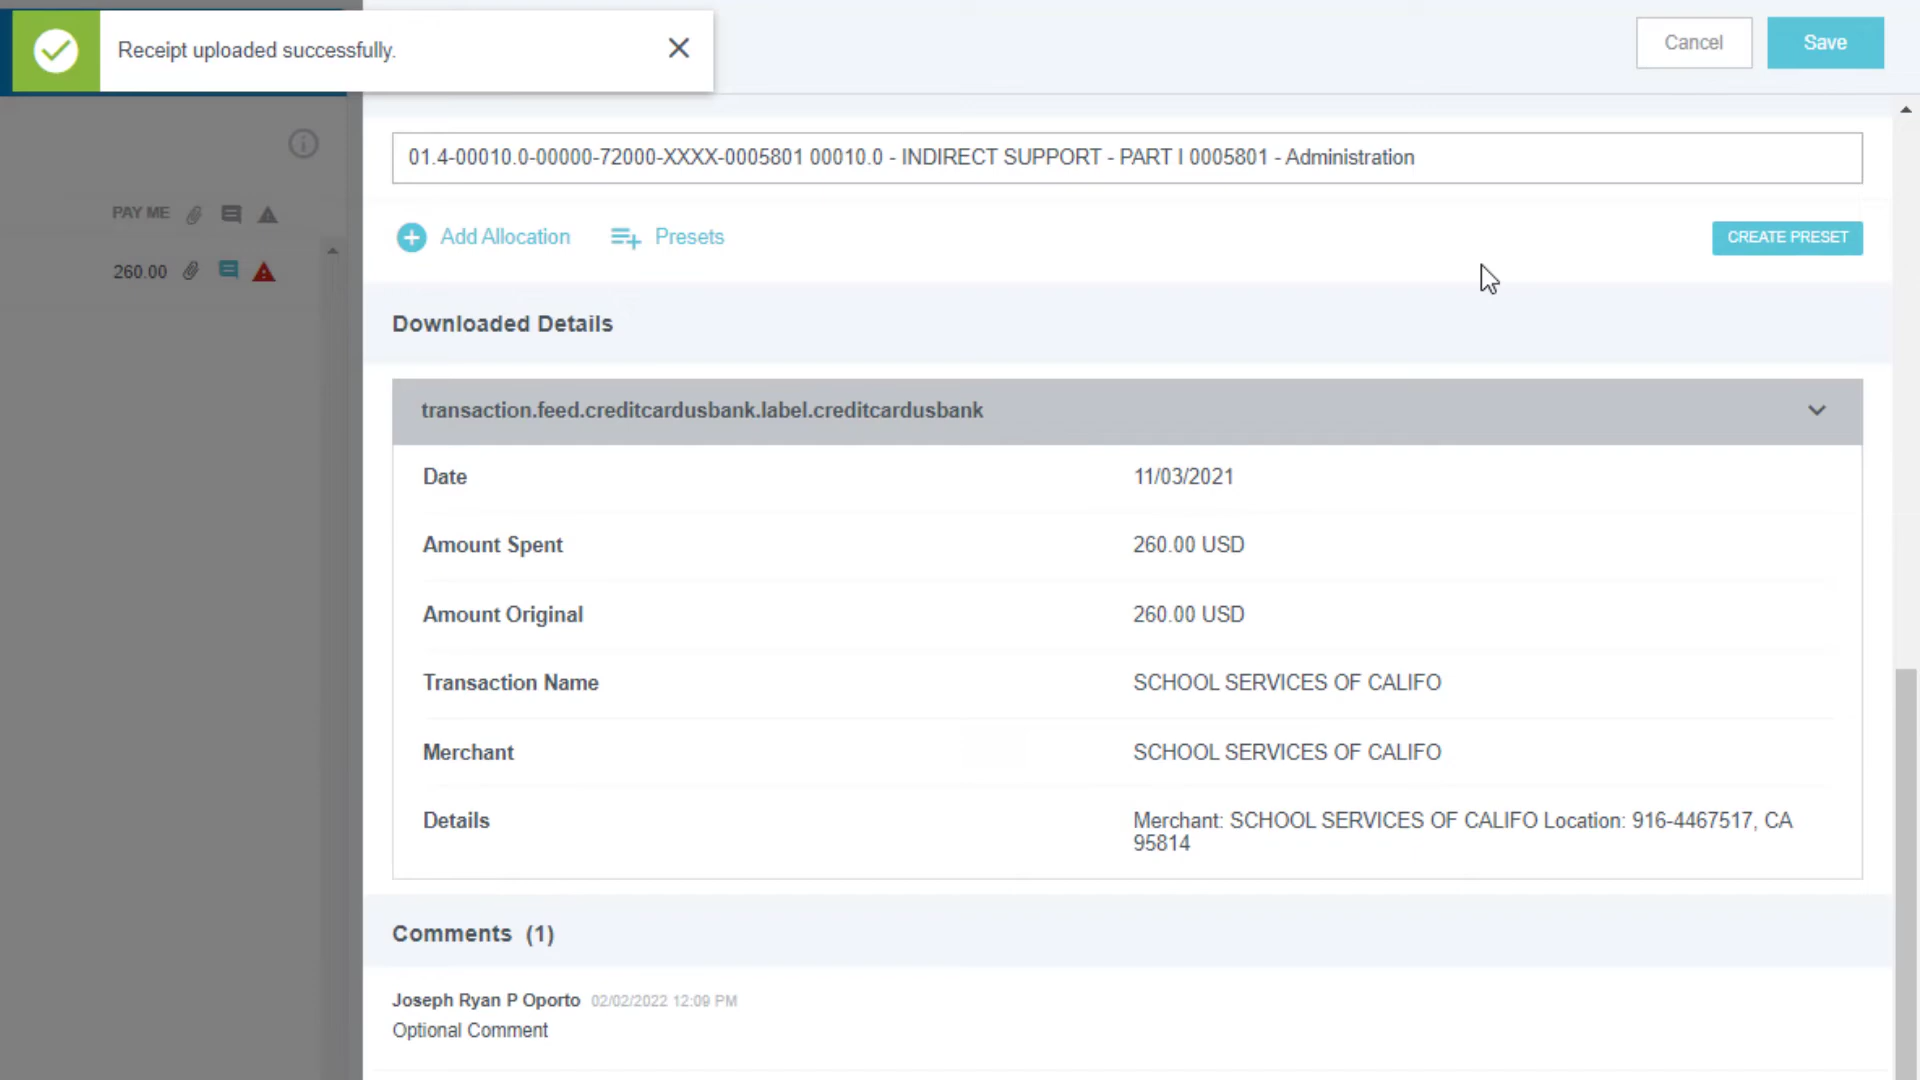 Receipt uploaded successfully.
Cancel
Save
PAY ME
260.00
01.4-00010.0-00000-72000-XXXX-0005801 00010.0 - INDIRECT SUPPORT - PART I 0005801 - Administration
Add Allocation
Presets
CREATE PRESET
Downloaded Details
transaction.feed.creditcardusbank.label.creditcardusbank
Date 11/03/2021
Amount Spent 260.00 USD
Amount Original 260.00 USD
Transaction Name SCHOOL SERVICES OF CALIFO
Merchant SCHOOL SERVICES OF CALIFO
Details Merchant: SCHOOL SERVICES OF CALIFO Location: 916-4467517, CA
95814
Comments (1)
Joseph Ryan P Oporto 02/02/2022 12:09 PM
Optional Comment